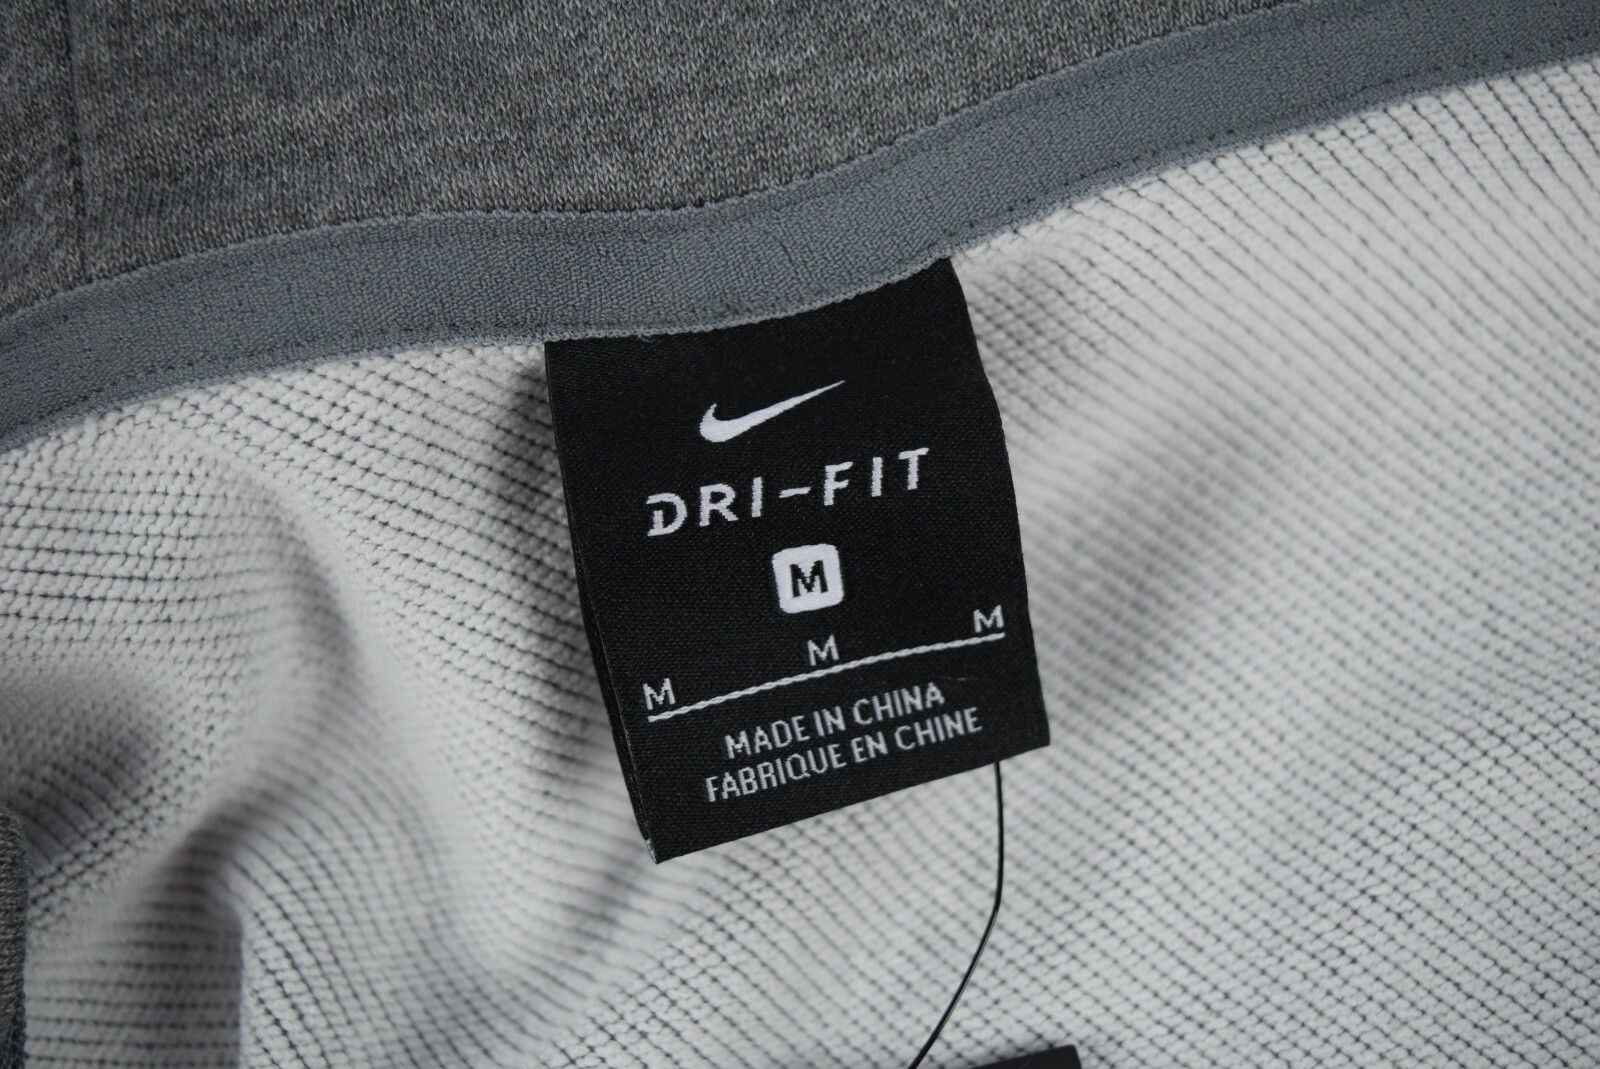 DRI-FIT
M
M M M
MADE IN CHINA
FABRIQUE EN CHINE